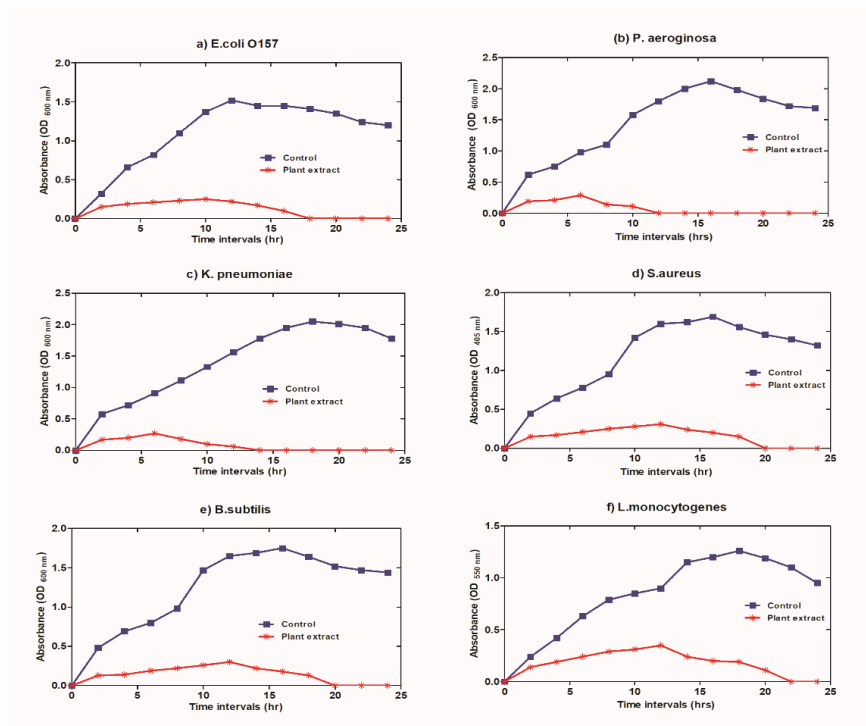 a) E.coli O157
2.0
1.5
1.0
0.5
0.0
Absorbance (OD 600 nm)
Control
Plant extract
0 5 10 15 20 25
Time intervals (hr)
(b) P. aeroginosa
2.5
2.0
1.5
1.0
0.5
0.0
Absorbance (OD 600 nm)
Control
Plant extract
0 5 10 15 20 25
Time intervals (hrs)
c) K. pneumoniae
2.5
2.0
1.5
1.0
0.5
0.0
Absorbance (OD 600 nm)
Control
Plant extract
0 5 10 15 20 25
Time intervals (hr)
d) S.aureus
2.0
1.5
1.0
0.5
0.0
Absorbance (OD nm)
Control
Plant extract
0 5 10 15 20 25
Time intervals (hr)
e) B.subtilis
2.0
1.5
1.0
0.5
0.0
Absorbance (OD 600 nm)
Control
Plant extract
0 5 10 15 20 25
Time intervals (hr)
f) L.monocytogenes
1.5
1.0
0.5
0.0
Absorbance (OD 550 nm)
Control
Plant extract
0 5 10 15 20 25
Time intervals (hrs)